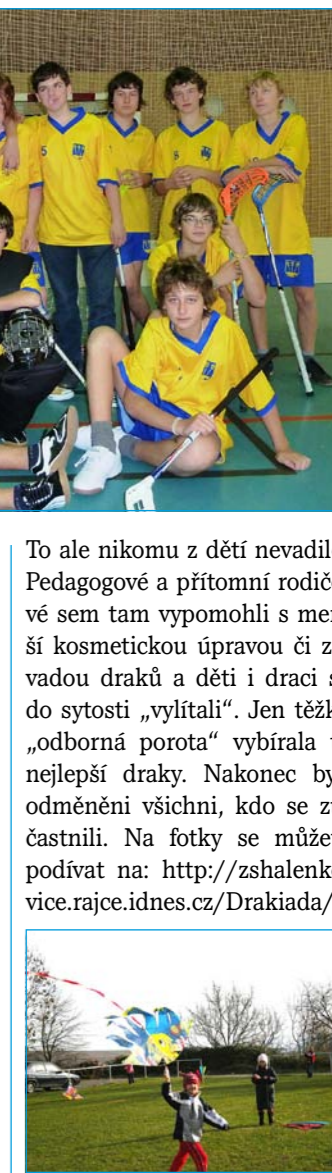 To ale nikomu z dětí nevadil
Pedagogové a přítomní rodič
vé sem tam vypomohli s me
ší kosmetickou úpravou či z
vadou draků a děti i draci s
do sytosti „vylítali“. Jen těžk
„odborná porota“ vybírala
nejlepší draky. Nakonec by
odměněni všichni, kdo se z
častnili. Na fotky se může
podívat na: http://zshalenk
vice.rajce.idnes.cz/Drakiada/